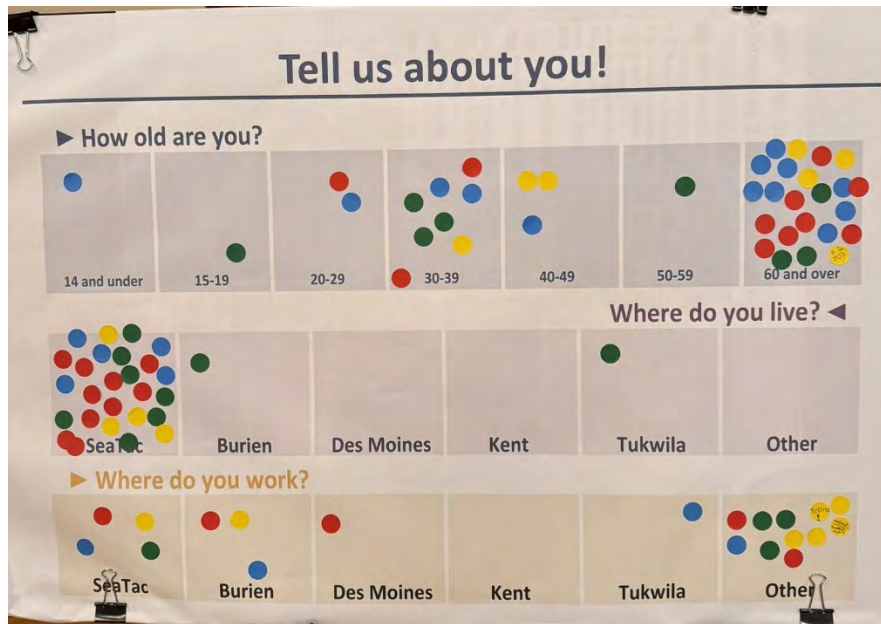 Tell us about you!
► How old are you?
14 and under 15-19 20-29 30-39 40-49 50-59 60 and over
Where do you live? ◄
SeaTac Burien Des Moines Kent Tukwila Other
► Where do you work?
SeaTac Burien Des Moines Kent Tukwila Other